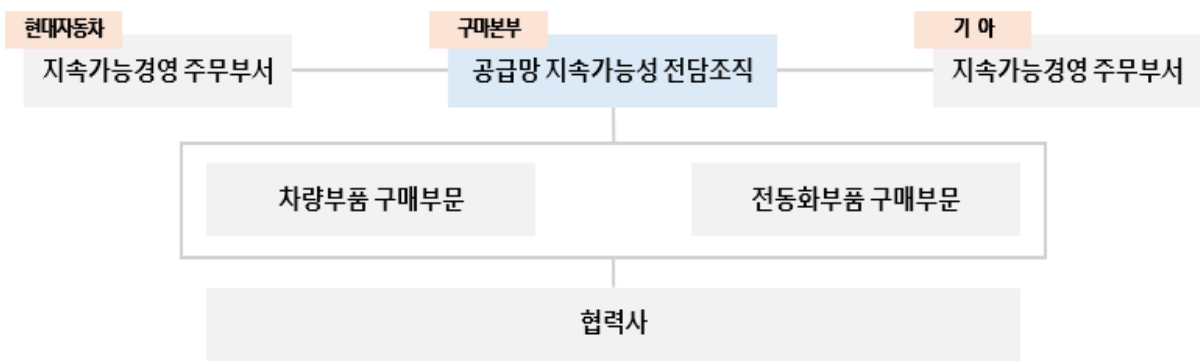 현대자동차
지속가능경영 주무부서
구마본부
공급망 지속가능성 전담조직
기 아
지속가능경영 주무부서
차량부품 구매부문
전동화부품 구매부문
협력사